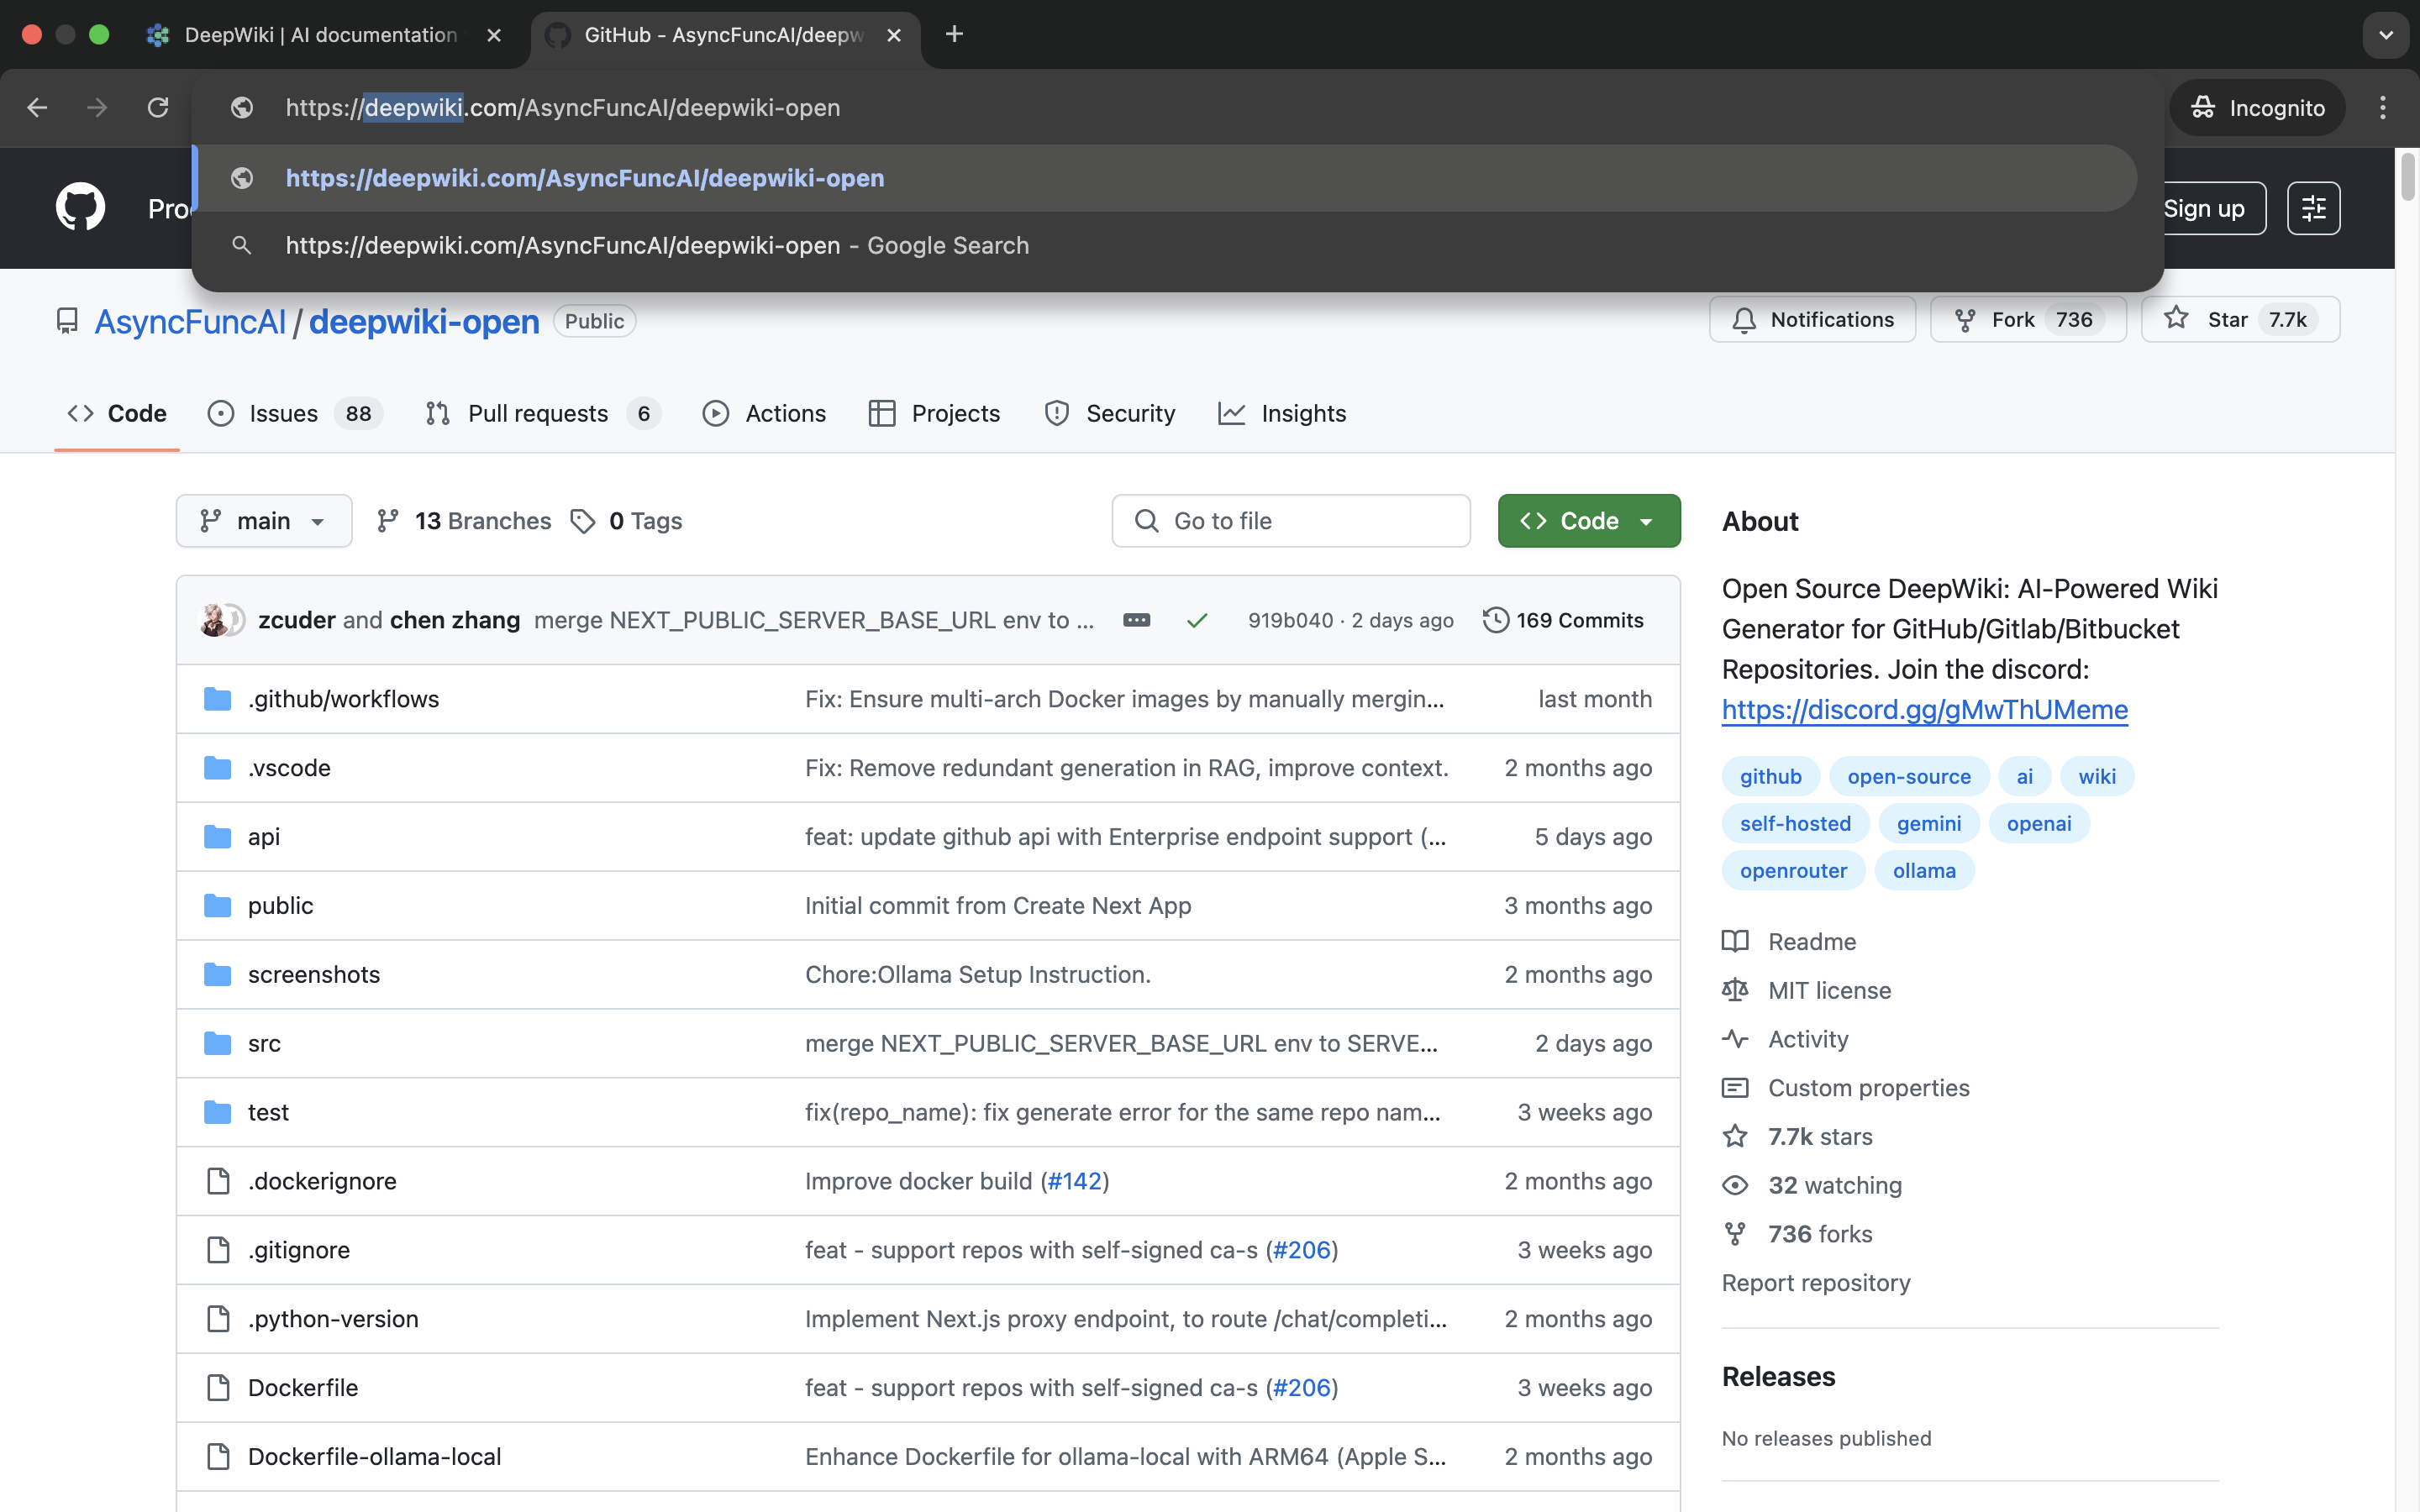 DeepWiki | AI documentation
GitHub - AsyncFuncAI/deepw
https://deepwiki.com/AsyncFuncAI/deepwiki-open
Incognito
https://deepwiki.com/AsyncFuncAI/deepwiki-open
https://deepwiki.com/AsyncFuncAI/deepwiki-open - Google Search
Sign up
AsyncFuncAI / deepwiki-open Public
Notifications
Fork 736
Star 7.7k
Code
Issues 88
Pull requests 6
Actions
Projects
Security
Insights
main
13 Branches
0 Tags
Go to file
Code
zcuder and chen zhang merge NEXT_PUBLIC_SERVER_BASE_URL env to ... 919b040 · 2 days ago 169 Commits
.github/workflows Fix: Ensure multi-arch Docker images by manually mergin... last month
.vscode Fix: Remove redundant generation in RAG, improve context. 2 months ago
api feat: update github api with Enterprise endpoint support (... 5 days ago
public Initial commit from Create Next App 3 months ago
screenshots Chore:Ollama Setup Instruction. 2 months ago
src merge NEXT_PUBLIC_SERVER_BASE_URL env to SERVE... 2 days ago
test fix(repo_name): fix generate error for the same repo nam... 3 weeks ago
.dockerignore Improve docker build (#142) 2 months ago
.gitignore feat - support repos with self-signed ca-s (#206) 3 weeks ago
.python-version Implement Next.js proxy endpoint, to route /chat/completi... 2 months ago
Dockerfile feat - support repos with self-signed ca-s (#206) 3 weeks ago
Dockerfile-ollama-local Enhance Dockerfile for ollama-local with ARM64 (Apple S... 2 months ago
About
Open Source DeepWiki: AI-Powered Wiki
Generator for GitHub/Gitlab/Bitbucket
Repositories. Join the discord:
https://discord.gg/gMwThUMeme
github open-source ai wiki
self-hosted gemini openai
openrouter ollama
Readme
MIT license
Activity
Custom properties
7.7k stars
32 watching
736 forks
Report repository
Releases
No releases published